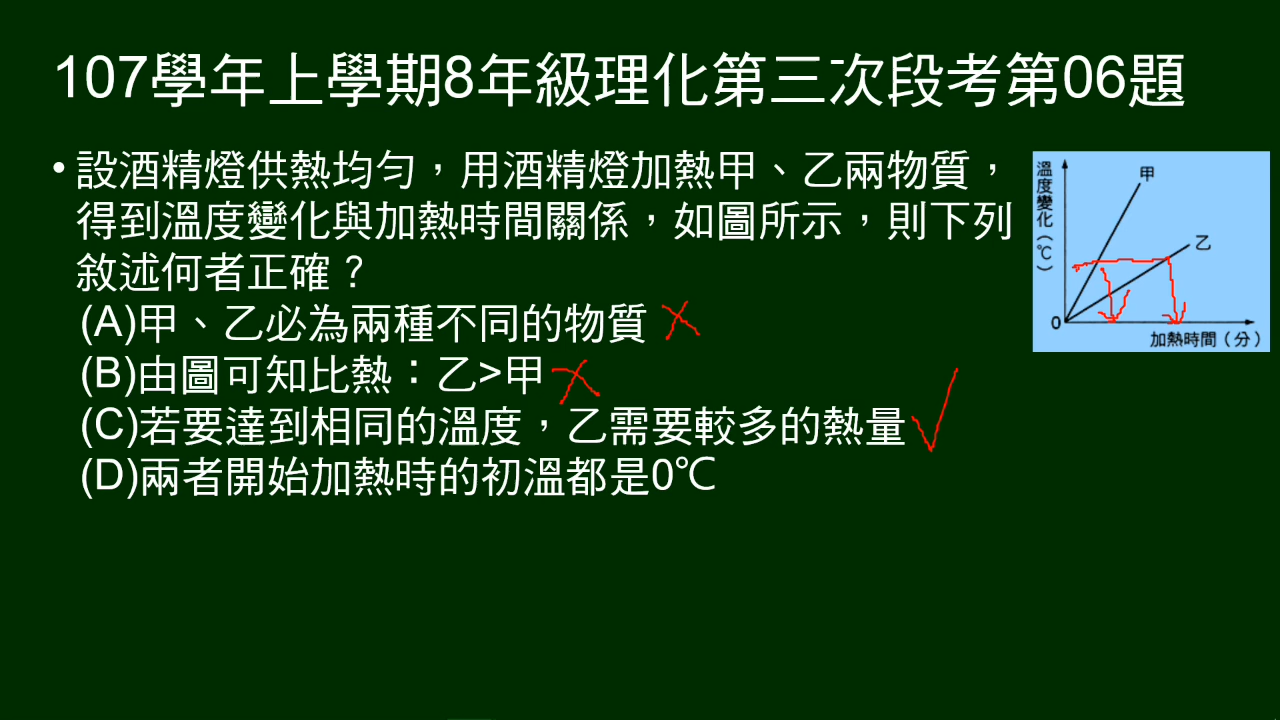 107學年上學期8年級理化第三次段考第06題
• 設酒精燈供熱均勻，用酒精燈加熱甲、乙兩物質，
得到溫度變化與加熱時間關係，如圖所示，則下列
敘述何者正確？
(A)甲、乙必為兩種不同的物質
(B)由圖可知比熱：乙>甲
(C)若要達到相同的溫度，乙需要較多的熱量
(D)兩者開始加熱時的初溫都是0℃
溫度變化（℃）
甲
乙
0
加熱時間（分）